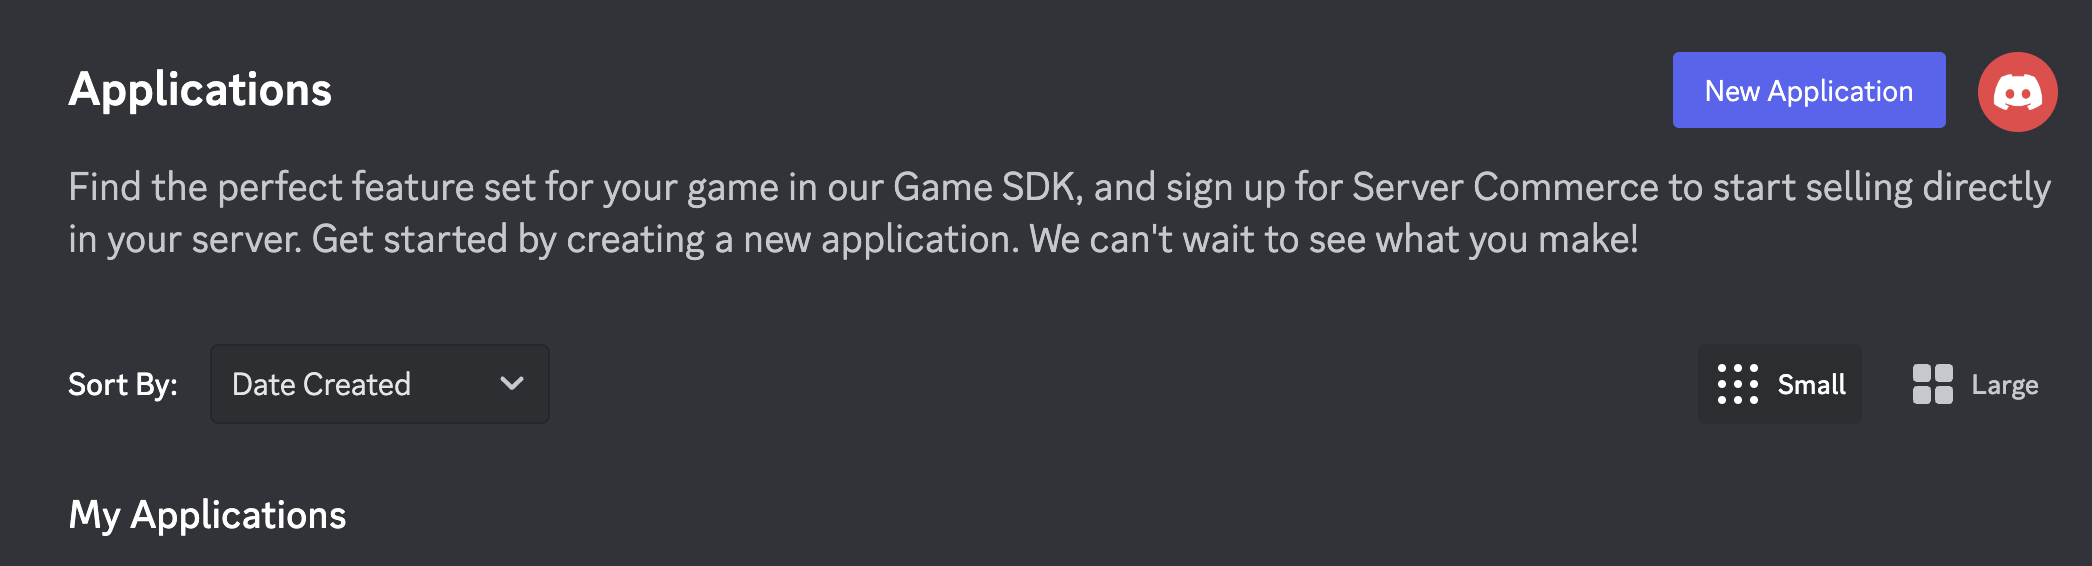 Applications
New Application
Find the perfect feature set for your game in our Game SDK, and sign up for Server Commerce to start selling directly
in your server. Get started by creating a new application. We can't wait to see what you make!
Sort By:
Date Created
Small
Large
My Applications